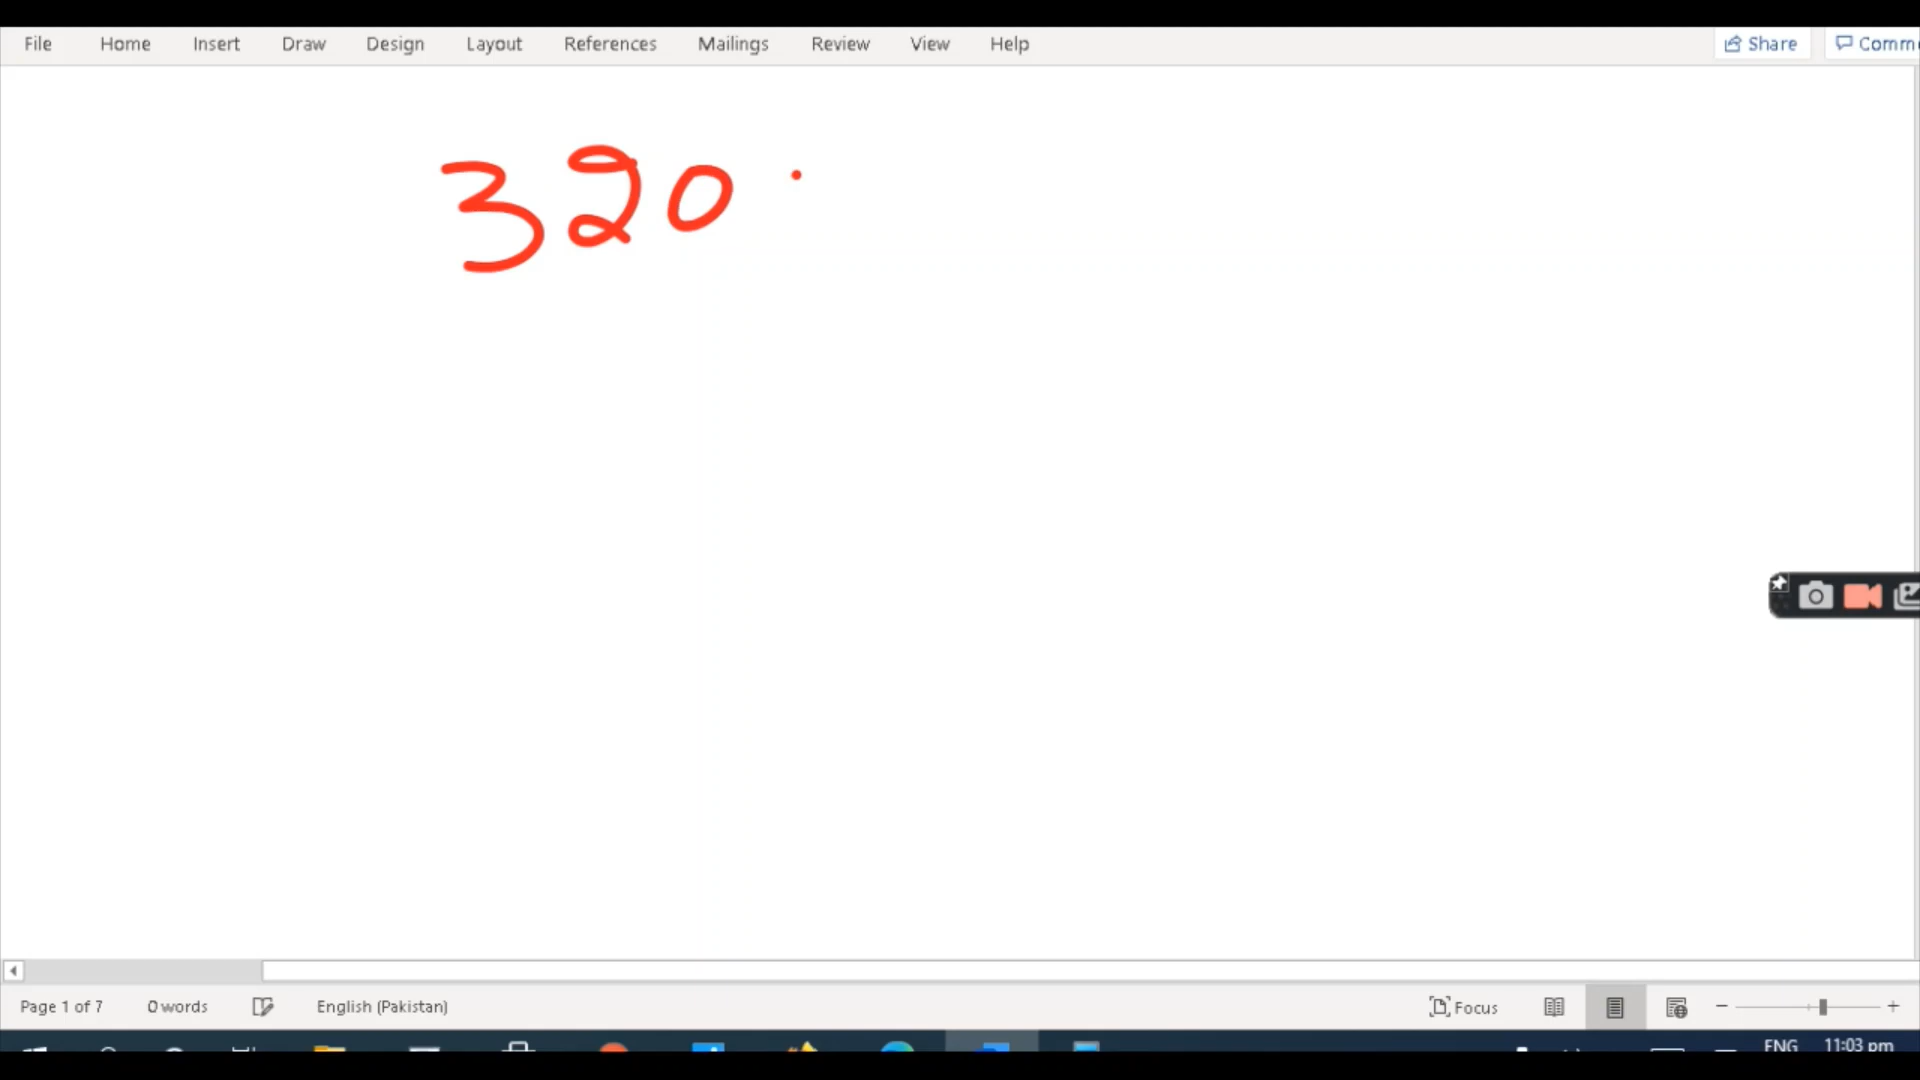 File Home Insert Draw Design Layout References Mailings Review View Help Share
320
Page 1 of 7 0 words English (Pakistan) Focus
ENG 11:03 pm